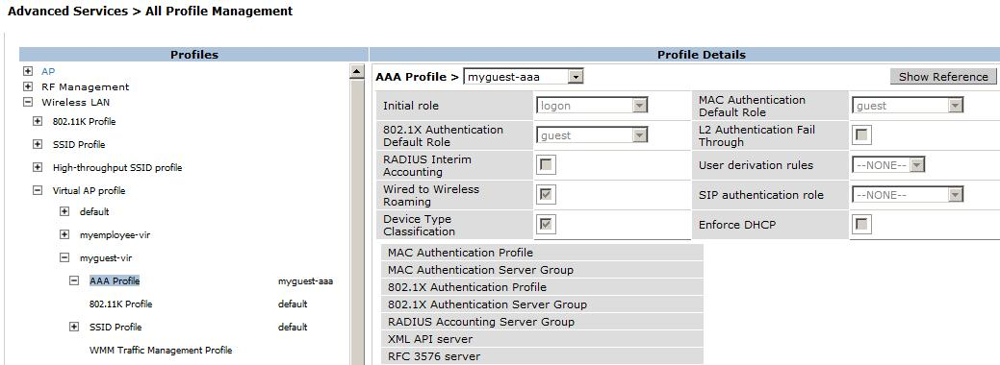 Advanced Services > All Profile Management
Profiles
AP
RF Management
Wireless LAN
802.11K Profile
SSID Profile
High-throughput SSID profile
Virtual AP profile
default
myemployee-vir
myguest-vir
AAA Profile myguest-aaa
802.11K Profile default
SSID Profile default
WMM Traffic Management Profile
Profile Details
AAA Profile > myguest-aaa Show Reference
Initial role logon
MAC Authentication Default Role guest
802.1X Authentication Default Role guest
L2 Authentication Fail Through
RADIUS Interim Accounting
User derivation rules --NONE--
Wired to Wireless Roaming
SIP authentication role --NONE--
Device Type Classification
Enforce DHCP
MAC Authentication Profile
MAC Authentication Server Group
802.1X Authentication Profile
802.1X Authentication Server Group
RADIUS Accounting Server Group
XML API server
RFC 3576 server